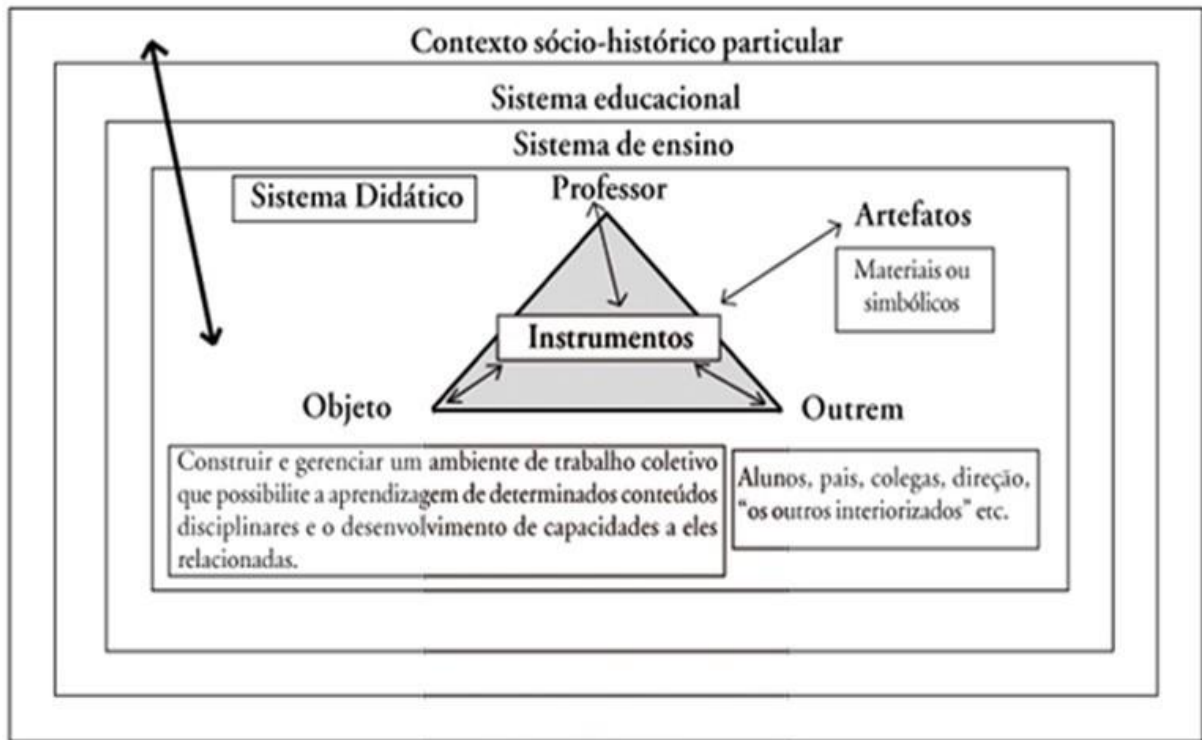 Contexto sócio-histórico particular
Sistema educacional
Sistema de ensino
Sistema Didático
Professor
Artefatos
Materiais ou
simbólicos
Instrumentos
Objeto
Outrem
Construir e gerenciar um ambiente de trabalho coletivo
que possibilite a aprendizagem de determinados conteúdos
disciplinares e o desenvolvimento de capacidades a eles
relacionadas.
Alunos, pais, colegas, direção,
“os outros interiorizados” etc.